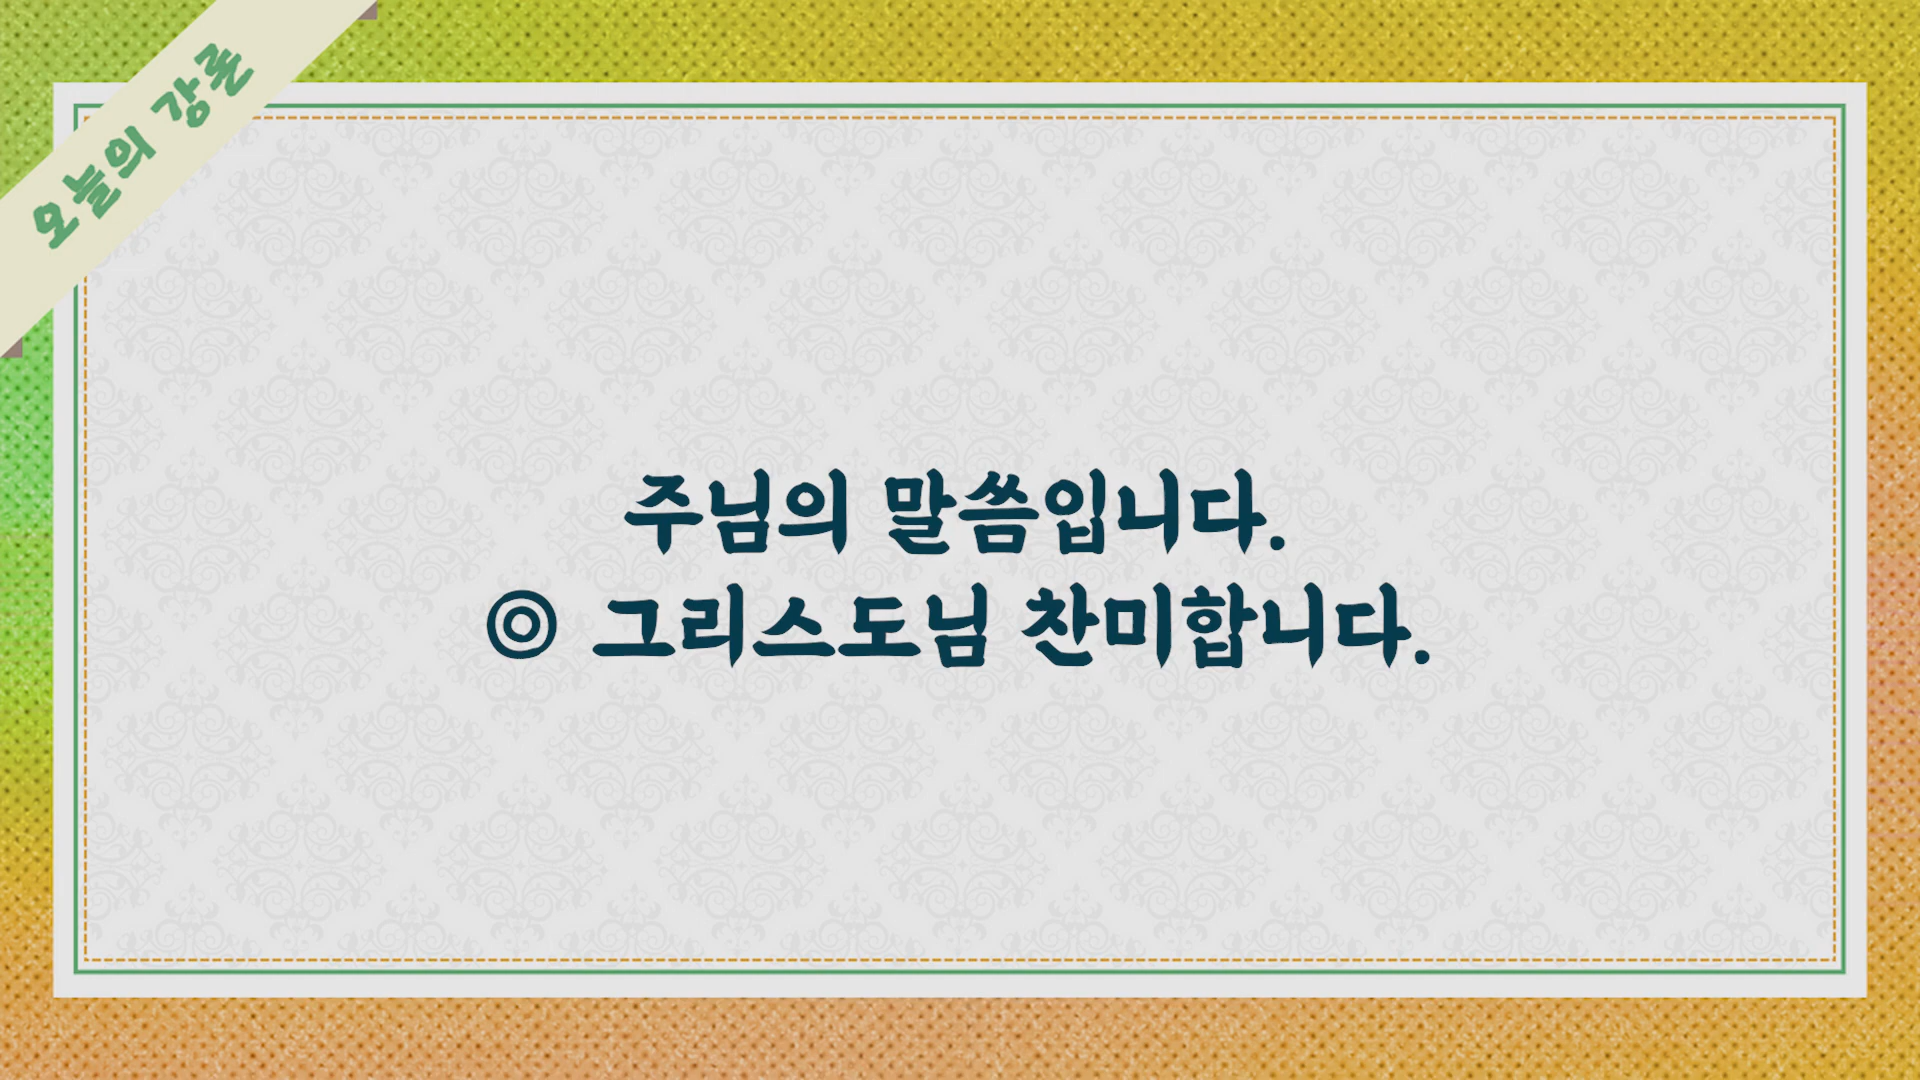 오늘의 강론
주님의 말씀입니다.
◎ 그리스도님 찬미합니다.